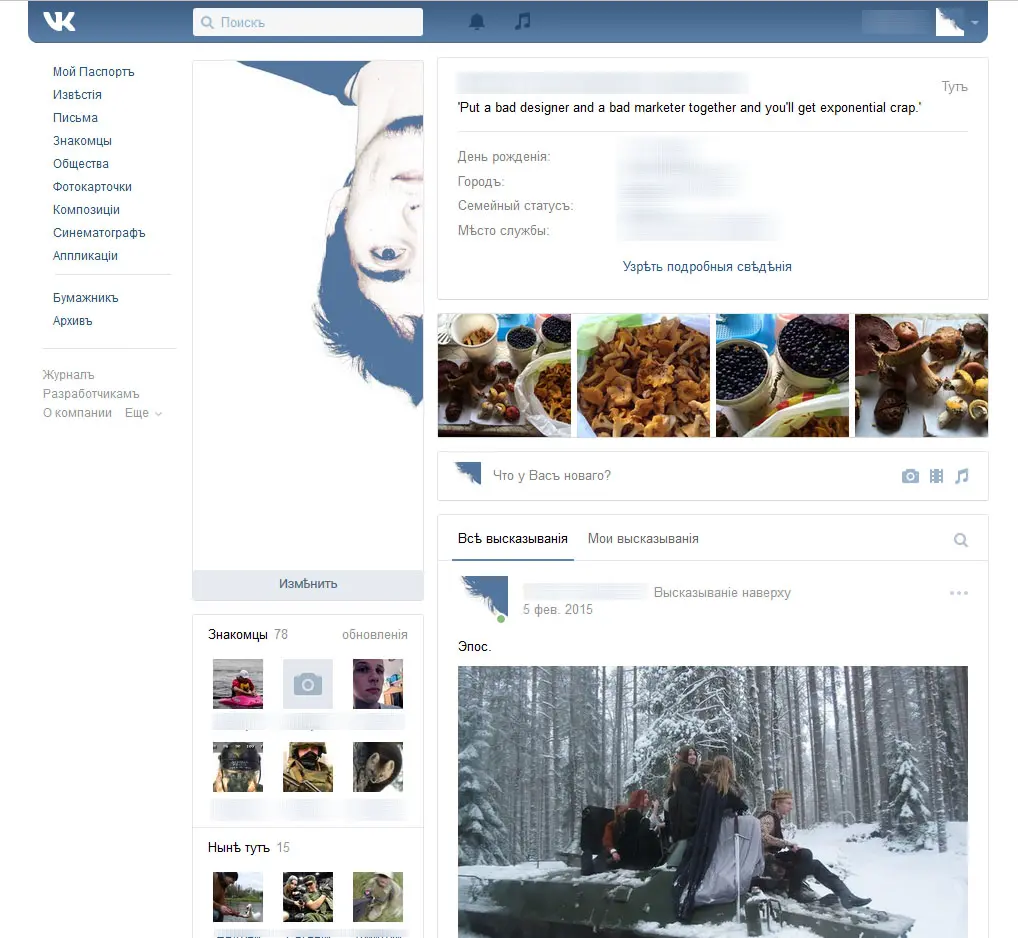 VK
Поискъ
Мой Паспортъ
Извѣстія
Письма
Знакомцы
Общества
Фотокарточки
Композиціи
Синематографъ
Аппликаціи
Бумажникъ
Архивъ
Журналъ
Разработчикамъ
О компании Еще
Измѣнить
Знакомцы 78 обновленія
Нынѣ тутъ 15
Тутъ
'Put a bad designer and a bad marketer together and you'll get exponential crap.'
День рожденія:
Городъ:
Семейный статусъ:
Мѣсто службы:
Узрѣть подробныя свѣдѣнія
Что у Васъ новаго?
Всѣ высказыванія Мои высказыванія
Высказываніе наверху
5 фев. 2015
Эпос.